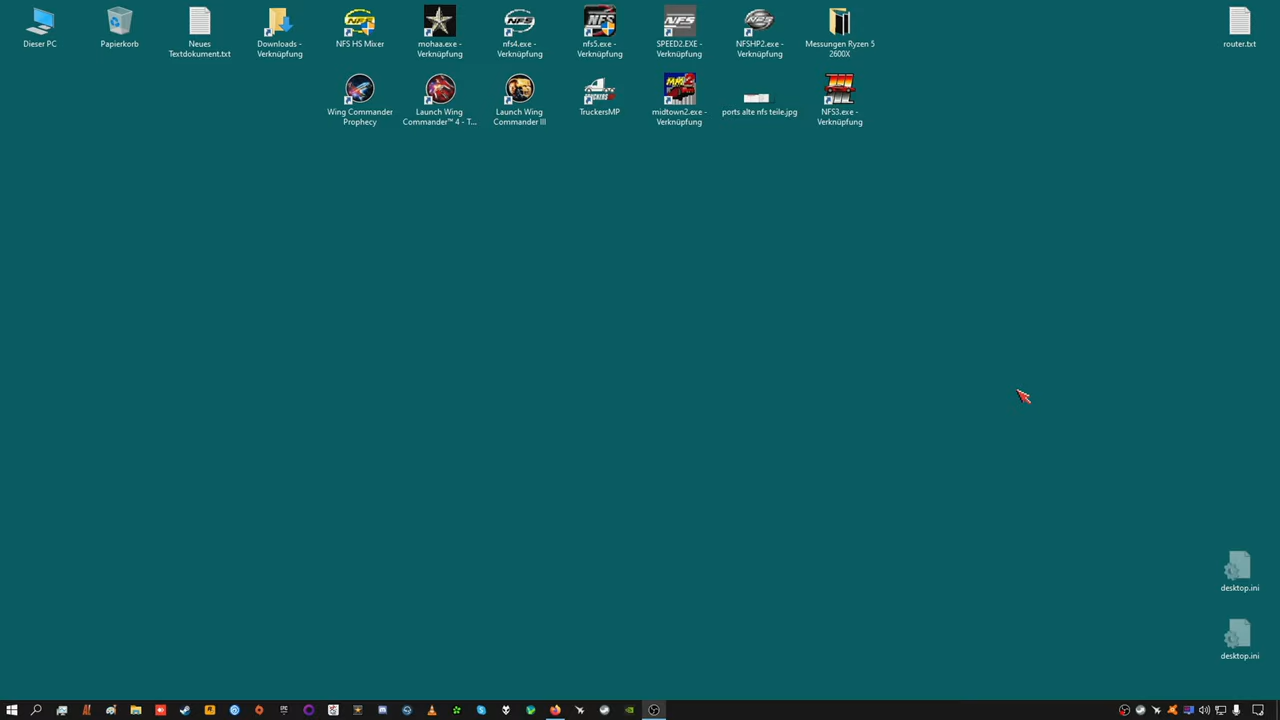 Dieser PC
Papierkorb
Neues
Textdokument.txt
Downloads -
Verknüpfung
NFS HS Mixer
mohaa.exe -
Verknüpfung
nfs4.exe -
Verknüpfung
nfs5.exe -
Verknüpfung
SPEED2.EXE -
Verknüpfung
NFSHP2.exe -
Verknüpfung
Messungen Ryzen 5
2600X
router.txt
Wing Commander
Prophecy
Launch Wing
Commander™ 4 - T...
Launch Wing
Commander III
TruckersMP
midtown2.exe -
Verknüpfung
ports alte nfs teile.jpg
NFS3.exe -
Verknüpfung
desktop.ini
desktop.ini